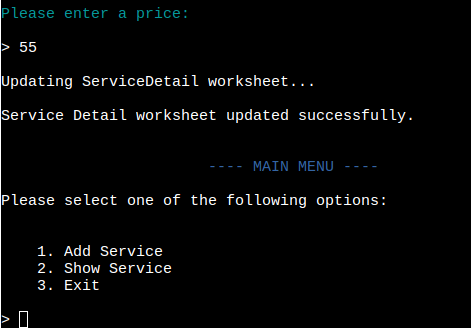 Please enter a price:
> 55
Updating ServiceDetail worksheet...
Service Detail worksheet updated successfully.
---- MAIN MENU ----
Please select one of the following options:
1. Add Service
2. Show Service
3. Exit
>